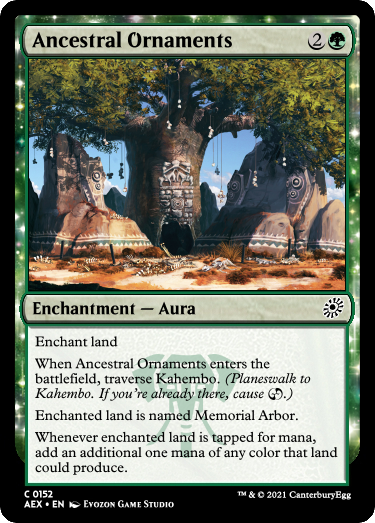 Ancestral Ornaments 2
Enchantment — Aura
Enchant land
When Ancestral Ornaments enters the
battlefield, traverse Kahembo. (Planeswalk to
Kahembo. If you're already there, cause .)
Enchanted land is named Memorial Arbor.
Whenever enchanted land is tapped for mana,
add an additional one mana of any color that land
could produce.
C 0152
AEX • EN Evozon Game Studio
™ & © 2021 CanterburyEgg